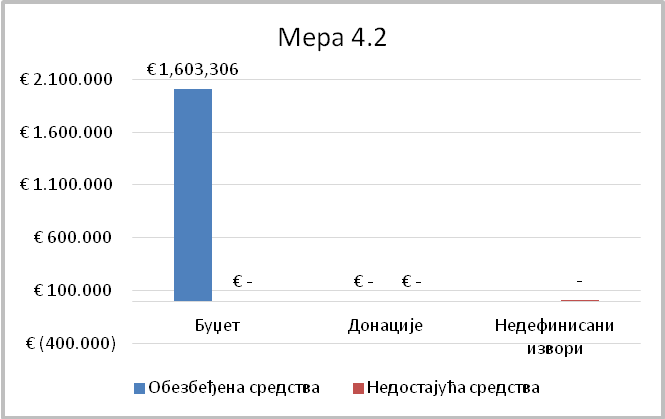 Мера 4.2
€ 1,603,306
€ 2.100.000
€ 1.600.000
€ 1.100.000
€ 600.000
€ 100.000
€ (400.000)
€ -
€ -
€ -
-
Буџет
Донације
Недефинисани
извори
Обезбеђена средства
Недостајућа средства